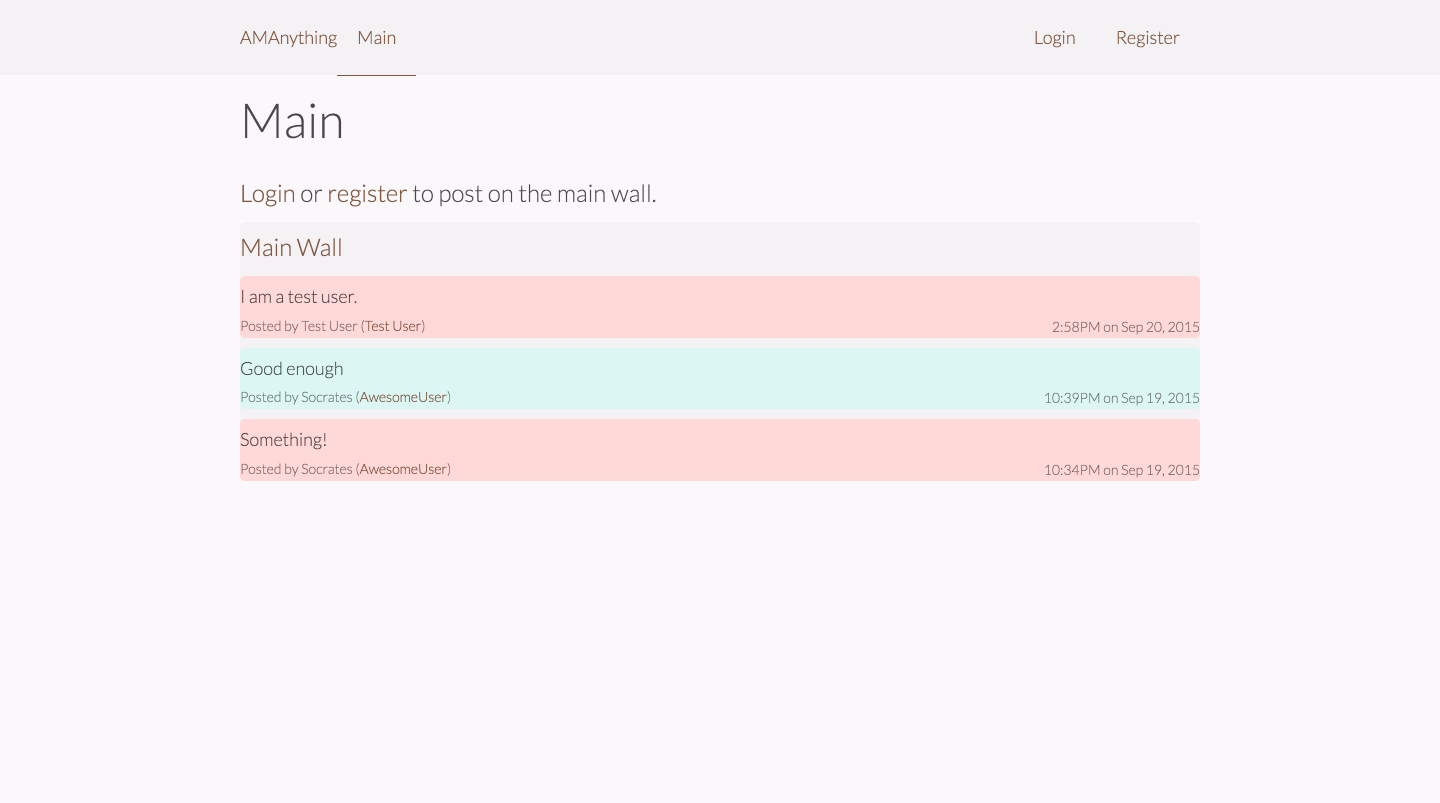 AMAnything Main Login Register
Main
Login or register to post on the main wall.
Main Wall
I am a test user.
Posted by Test User (Test User) 2:58PM on Sep 20, 2015
Good enough
Posted by Socrates (AwesomeUser) 10:39PM on Sep 19, 2015
Something!
Posted by Socrates (AwesomeUser) 10:34PM on Sep 19, 2015